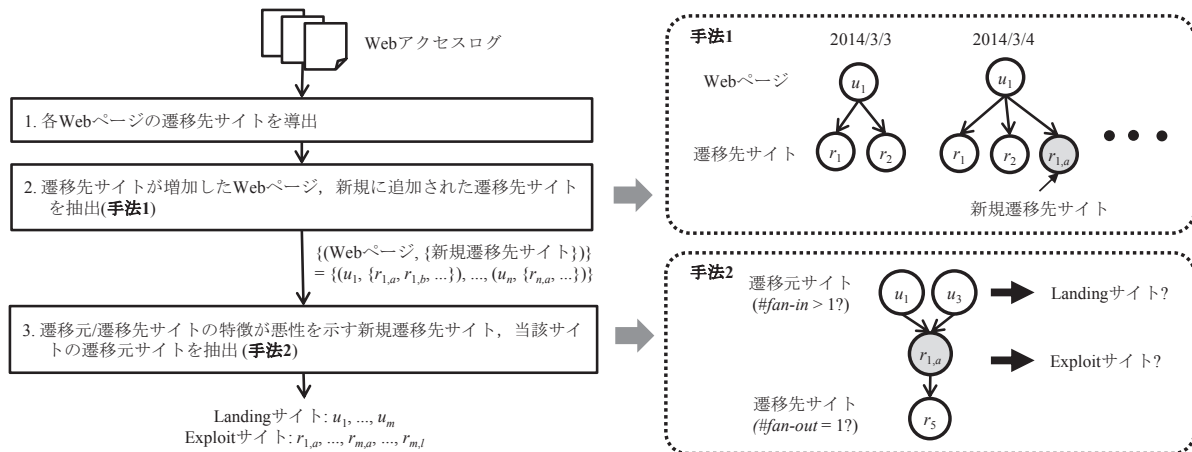 Webアクセスログ
1. 各Webページの遷移先サイトを導出
2. 遷移先サイトが増加したWebページ，新規に追加された遷移先サイト
を抽出(手法1)
{(Webページ, {新規遷移先サイト})}
= {(u1, {r1,a, r1,b, ...}), ..., (un, {rn,a, ...})}
3. 遷移元/遷移先サイトの特徴が悪性を示す新規遷移先サイト，当該サイ
トの遷移元サイトを抽出 (手法2)
Landingサイト: u1, ..., um
Exploitサイト: r1,a, ..., rm,a, ..., rm,l
手法1
2014/3/3 2014/3/4
Webページ u1 u1
遷移先サイト r1 r2 r1 r2 r1,a
新規遷移先サイト
手法2
遷移元サイト
(#fan-in > 1?)
u1 u3 Landingサイト?
r1,a Exploitサイト?
遷移先サイト
(#fan-out = 1?)
r5